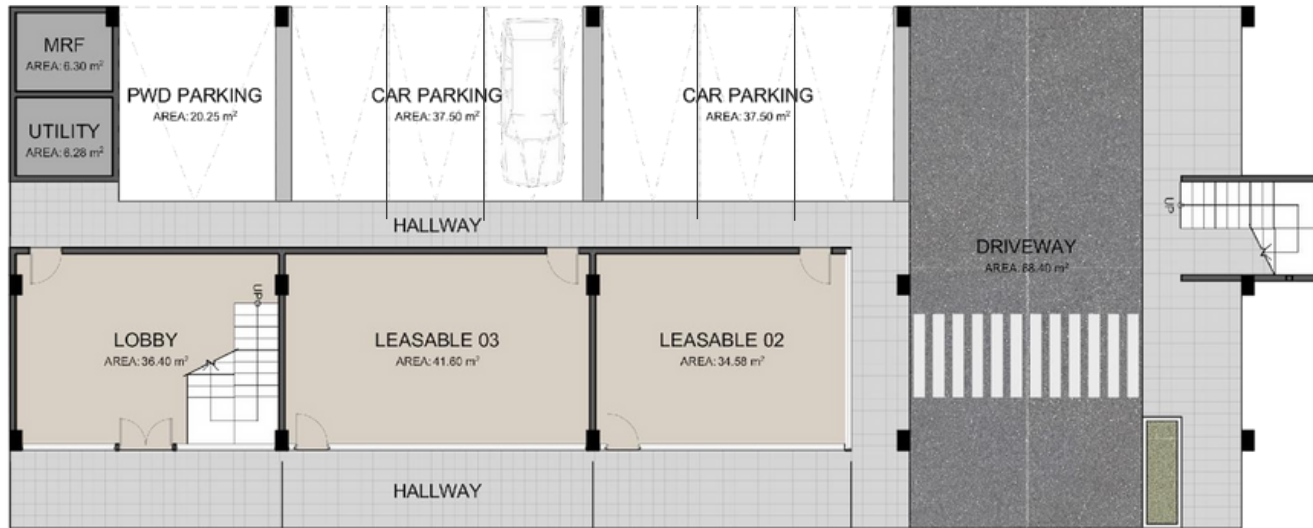 MRF
AREA: 6.30 m²
UTILITY
AREA: 6.28 m²
PWD PARKING
AREA: 20.25 m²
CAR PARKING
AREA: 37.50 m²
CAR PARKING
AREA: 37.50 m²
HALLWAY
UP
DRIVEWAY
AREA: 88.40 m²
UP
LOBBY
AREA: 36.40 m²
LEASABLE 03
AREA: 41.60 m²
LEASABLE 02
AREA: 34.58 m²
HALLWAY